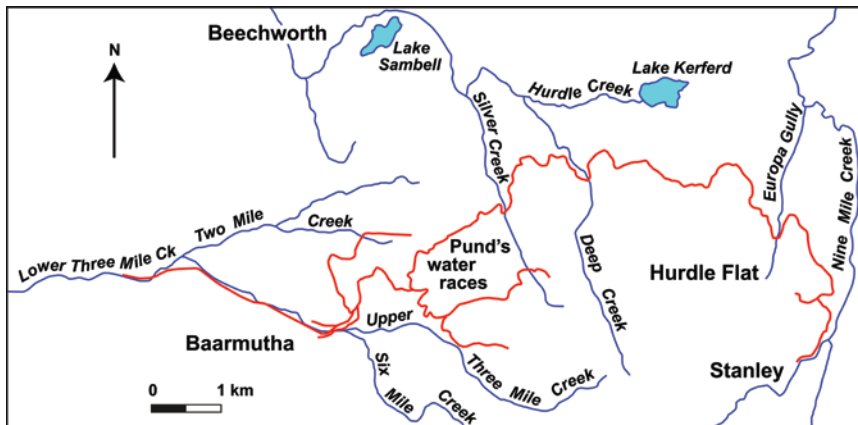 Beechworth
N
Lake
Sambell
Lake Kerferd
Hurdle Creek
Silver Creek
Europa Gully
Nine Mile Creek
Two Mile
Creek
Lower Three Mile Ck
Pund's
water
races
Deep Creek
Hurdle Flat
Baarmutha
Upper
Three Mile Creek
Six
Mile
Creek
Stanley
0 1 km